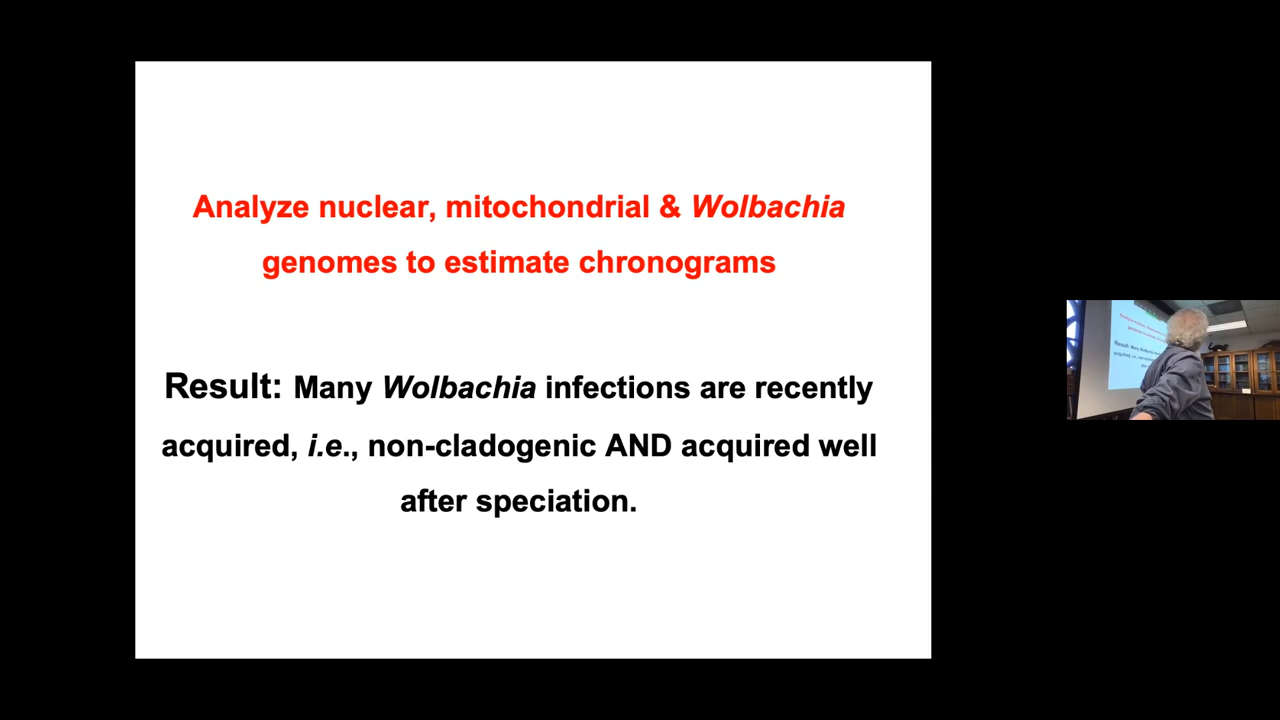 Analyze nuclear, mitochondrial & Wolbachia
genomes to estimate chronograms
Result: Many Wolbachia infections are recently
acquired, i.e., non-cladogenic AND acquired well
after speciation.